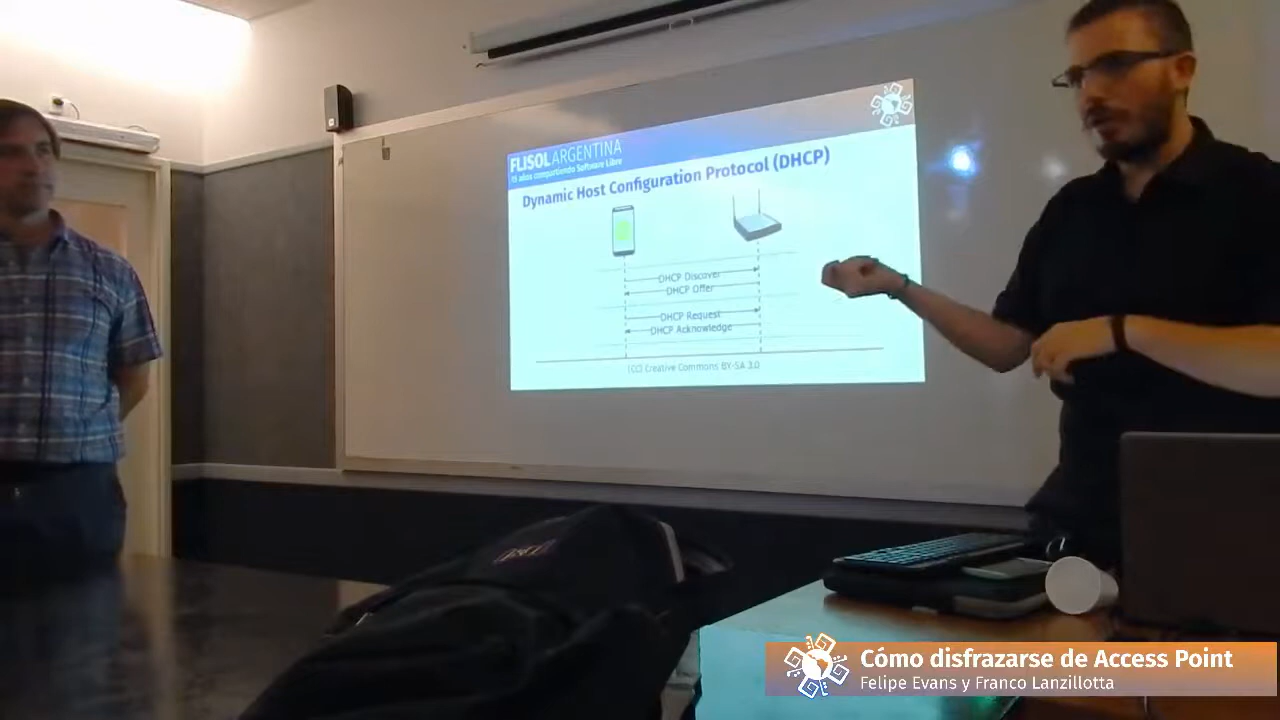 FLISOL ARGENTINA
15 años compartiendo Software Libre
Dynamic Host Configuration Protocol (DHCP)
DHCP Discover
DHCP Offer
DHCP Request
DHCP Acknowledge
(CC) Creative Commons BY-SA 3.0
Cómo disfrazarse de Access Point
Felipe Evans y Franco Lanzillotta